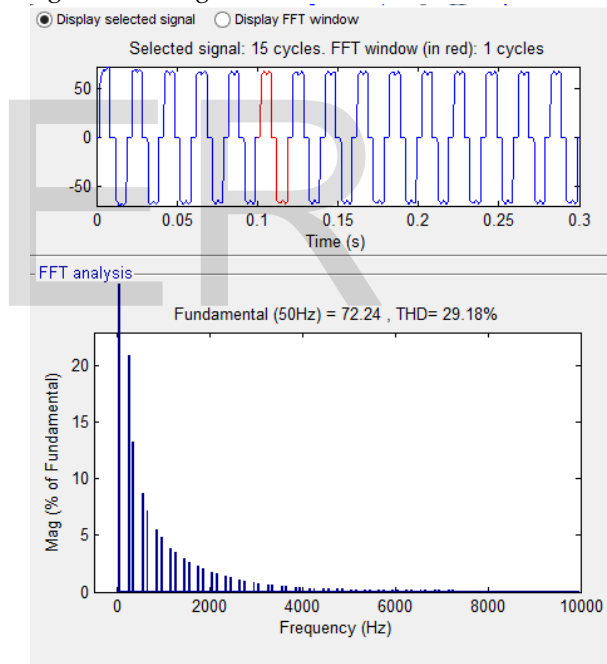 Display selected signal Display FFT window
Selected signal: 15 cycles. FFT window (in red): 1 cycles
50
0
-50
0 0.05 0.1 0.15 0.2 0.25 0.3
Time (s)
FFT analysis
Fundamental (50Hz) = 72.24 , THD= 29.18%
Mag (% of Fundamental)
20
15
10
5
0
0 2000 4000 6000 8000 10000
Frequency (Hz)
ER